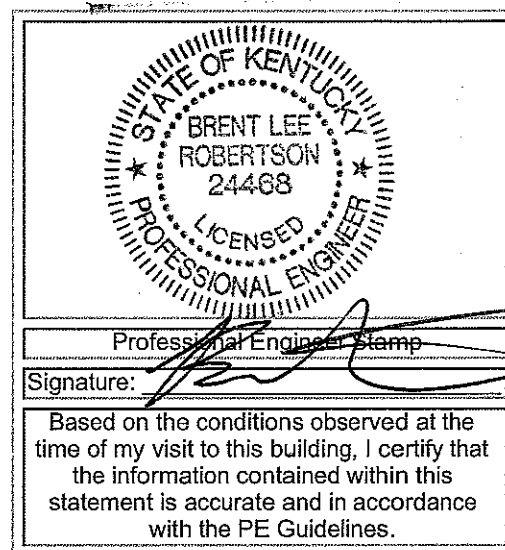 STATE OF KENTUCKY
BRENT LEE
ROBERTSON
24468
LICENSED
PROFESSIONAL ENGINEER
Professional Engineer Stamp
Signature:
Based on the conditions observed at the
time of my visit to this building, I certify that
the information contained within this
statement is accurate and in accordance
with the PE Guidelines.